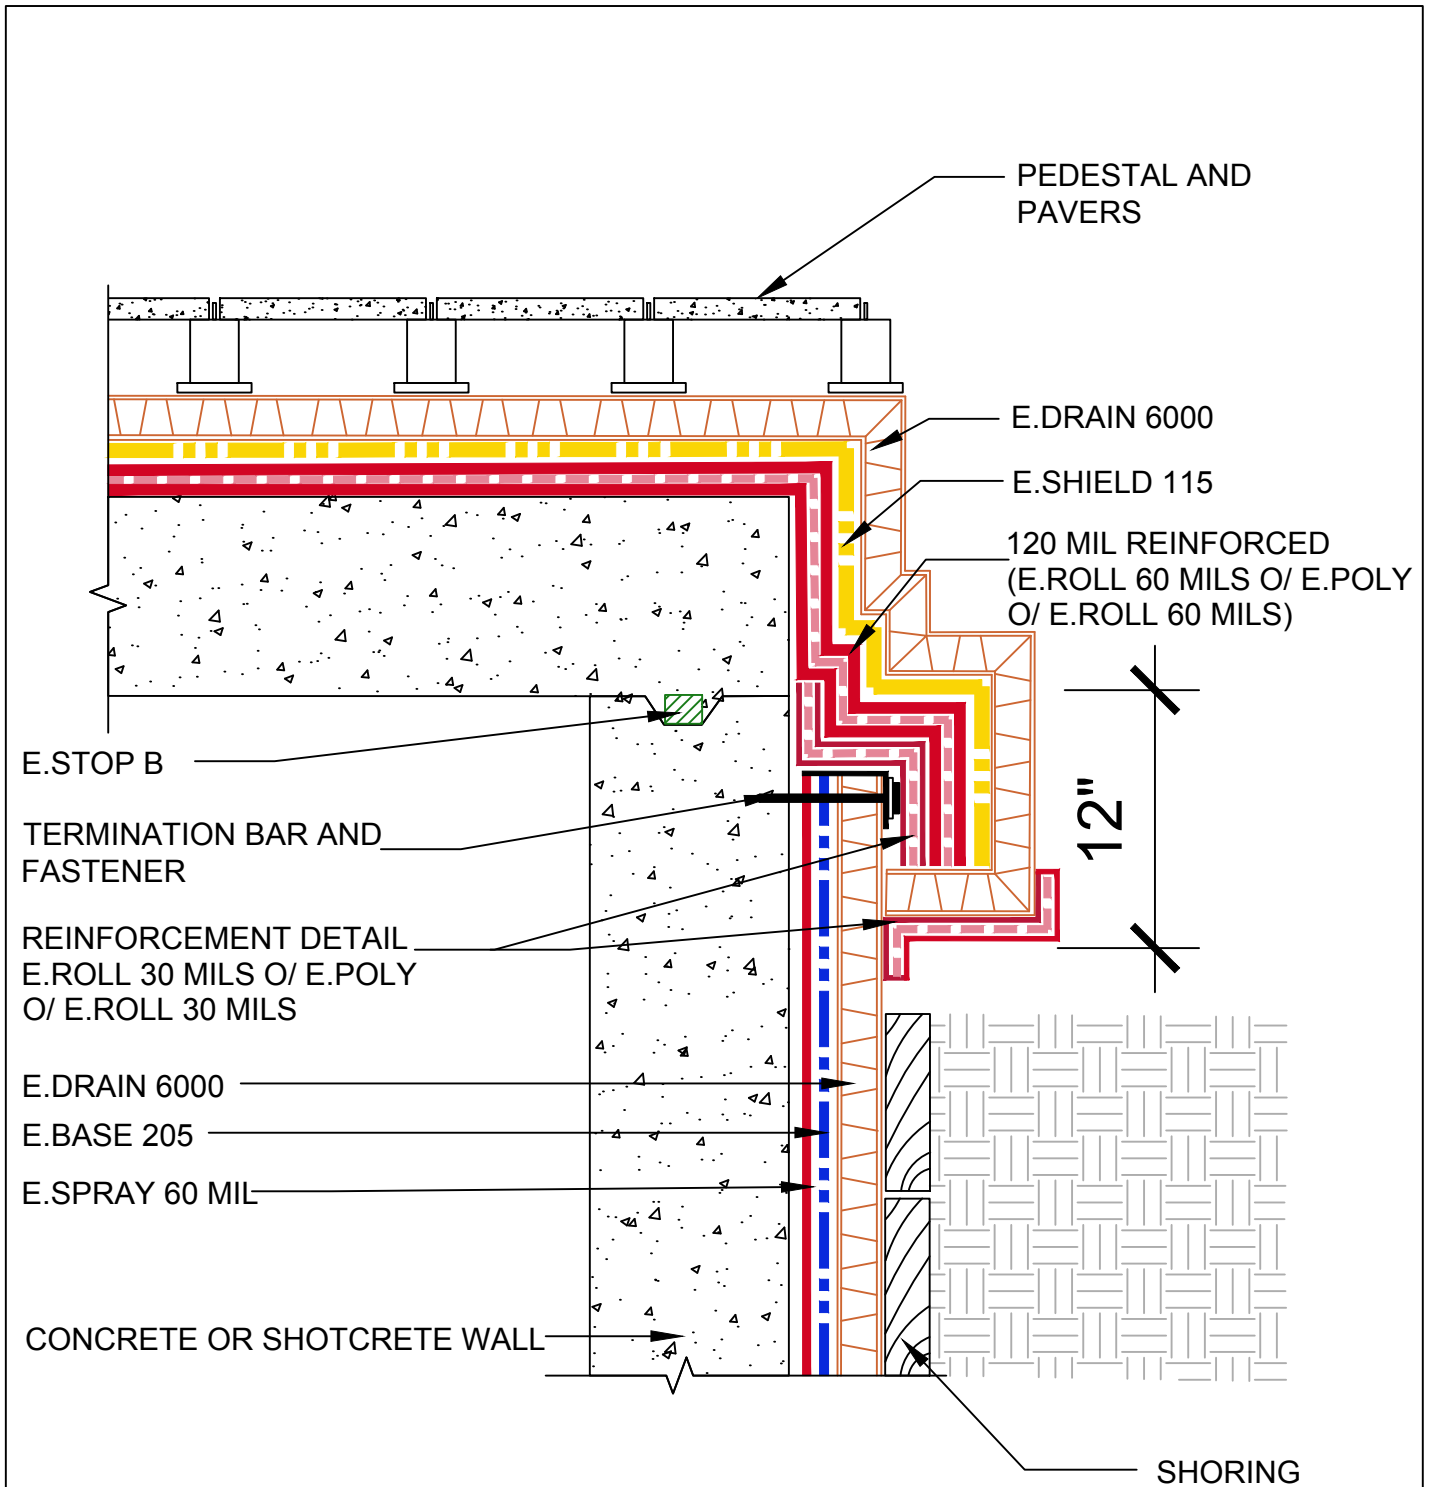 PEDESTAL AND
PAVERS
E.DRAIN 6000
E.SHIELD 115
120 MIL REINFORCED
(E.ROLL 60 MILS O/ E.POLY
O/ E.ROLL 60 MILS)
12"
E.STOP B
TERMINATION BAR AND
FASTENER
REINFORCEMENT DETAIL
E.ROLL 30 MILS O/ E.POLY
O/ E.ROLL 30 MILS
E.DRAIN 6000
E.BASE 205
E.SPRAY 60 MIL
CONCRETE OR SHOTCRETE WALL
SHORING